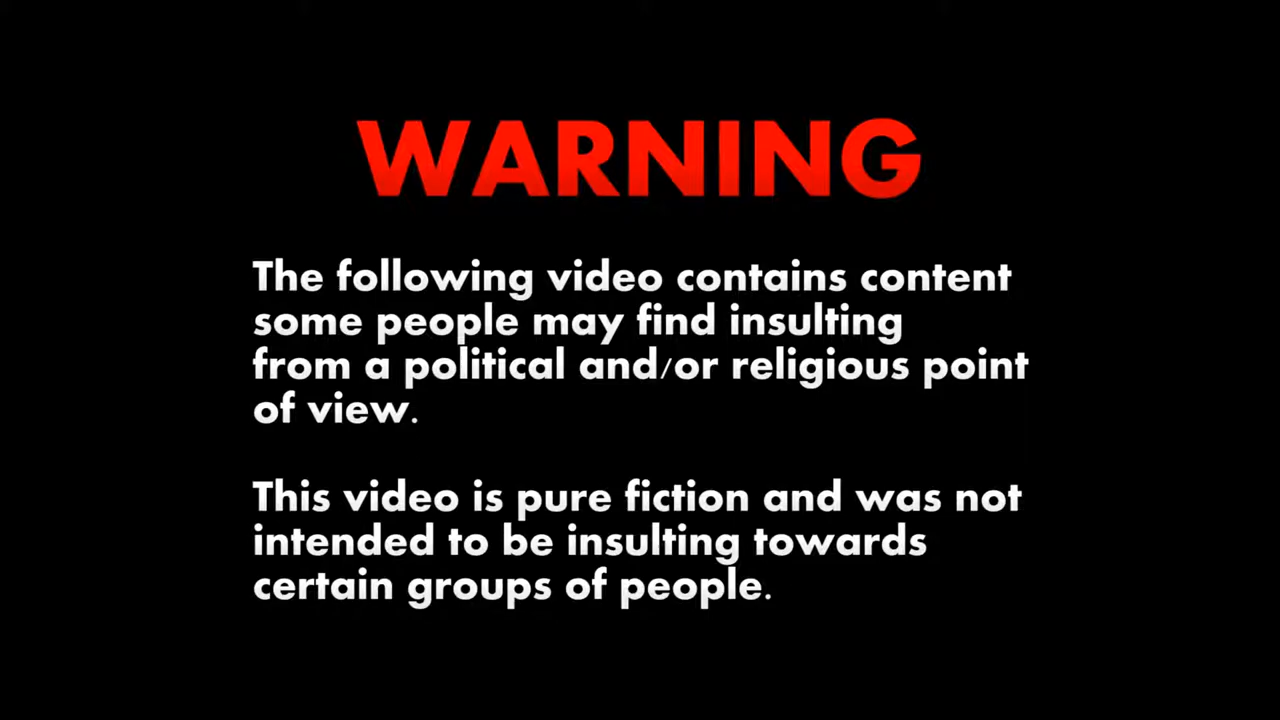 WARNING
The following video contains content
some people may find insulting
from a political and/or religious point
of view.
This video is pure fiction and was not
intended to be insulting towards
certain groups of people.